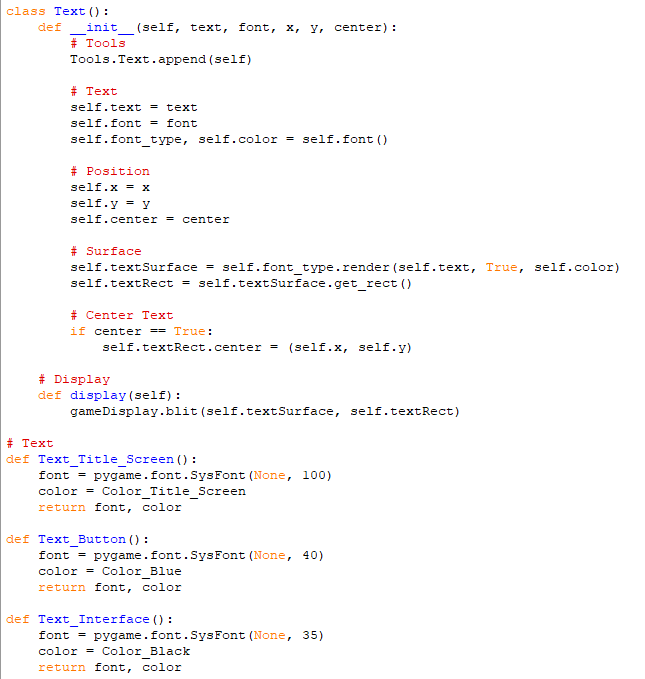 class Text():
    def __init__(self, text, font, x, y, center):
        # Tools
        Tools.Text.append(self)

        # Text
        self.text = text
        self.font = font
        self.font_type, self.color = self.font()

        # Position
        self.x = x
        self.y = y
        self.center = center

        # Surface
        self.textSurface = self.font_type.render(self.text, True, self.color)
        self.textRect = self.textSurface.get_rect()

        # Center Text
        if center == True:
            self.textRect.center = (self.x, self.y)

    # Display
    def display(self):
        gameDisplay.blit(self.textSurface, self.textRect)

# Text
def Text_Title_Screen():
    font = pygame.font.SysFont(None, 100)
    color = Color_Title_Screen
    return font, color

def Text_Button():
    font = pygame.font.SysFont(None, 40)
    color = Color_Blue
    return font, color

def Text_Interface():
    font = pygame.font.SysFont(None, 35)
    color = Color_Black
    return font, color